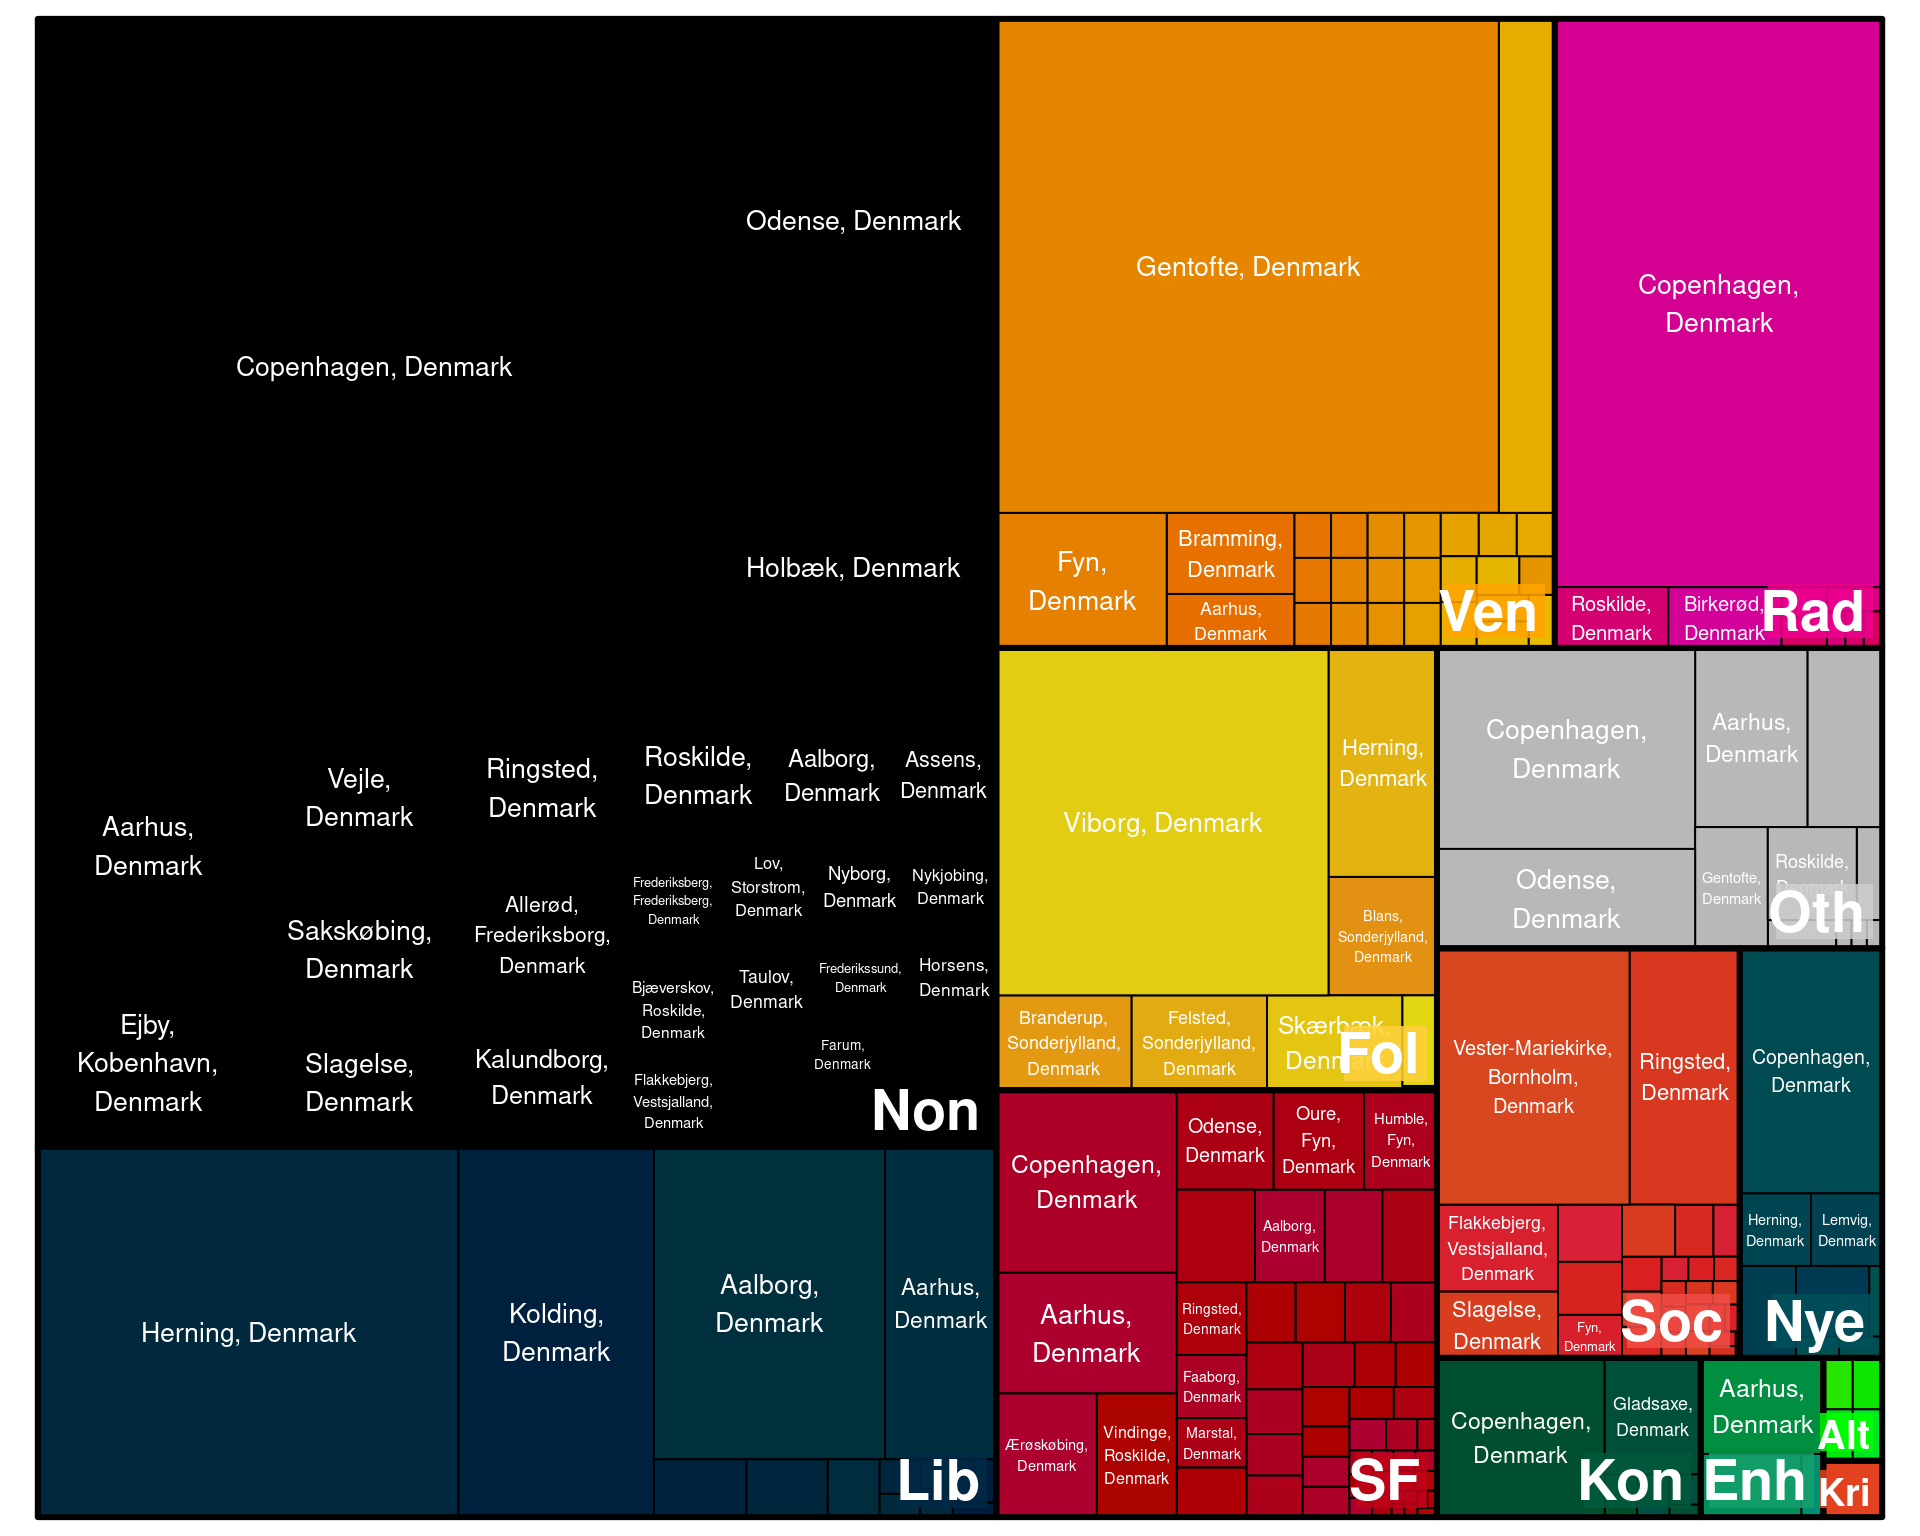 Copenhagen, Denmark
Odense, Denmark
Holbæk, Denmark
Aarhus,
Denmark
Ejby,
Kobenhavn,
Denmark
Vejle,
Denmark
Sakskøbing,
Denmark
Slagelse,
Denmark
Ringsted,
Denmark
Allerød,
Frederiksborg,
Denmark
Kalundborg,
Denmark
Roskilde,
Denmark
Aalborg,
Denmark
Assens,
Denmark
Frederiksberg,
Frederiksberg,
Denmark
Lov,
Storstrom,
Denmark
Nyborg,
Denmark
Nykjobing,
Denmark
Bjæverskov,
Roskilde,
Denmark
Taulov,
Denmark
Frederikssund,
Denmark
Horsens,
Denmark
Flakkebjerg,
Vestsjalland,
Denmark
Farum,
Denmark
Non
Herning, Denmark
Kolding,
Denmark
Aalborg,
Denmark
Aarhus,
Denmark
Lib
Gentofte, Denmark
Fyn,
Denmark
Bramming,
Denmark
Aarhus,
Denmark
Ven
Copenhagen,
Denmark
Roskilde,
Denmark
Birkerød,
Denmark
Rad
Viborg, Denmark
Herning,
Denmark
Blans,
Sonderjylland,
Denmark
Branderup,
Sonderjylland,
Denmark
Felsted,
Sonderjylland,
Denmark
Skærbæk,
Denmark
Fol
Copenhagen,
Denmark
Odense,
Denmark
Aarhus,
Denmark
Gentofte,
Denmark
Roskilde,
Denmark
Oth
Copenhagen,
Denmark
Aarhus,
Denmark
Ærøskøbing,
Denmark
Vindinge,
Roskilde,
Denmark
Odense,
Denmark
Oure,
Fyn,
Denmark
Humble,
Fyn,
Denmark
Aalborg,
Denmark
Ringsted,
Denmark
Faaborg,
Denmark
Marstal,
Denmark
SF
Vester-Mariekirke,
Bornholm,
Denmark
Ringsted,
Denmark
Flakkebjerg,
Vestsjalland,
Denmark
Slagelse,
Denmark
Fyn,
Denmark
Soc
Copenhagen,
Denmark
Herning,
Denmark
Lemvig,
Denmark
Nye
Copenhagen,
Denmark
Gladsaxe,
Denmark
Kon
Aarhus,
Denmark
Enh
Alt
Kri